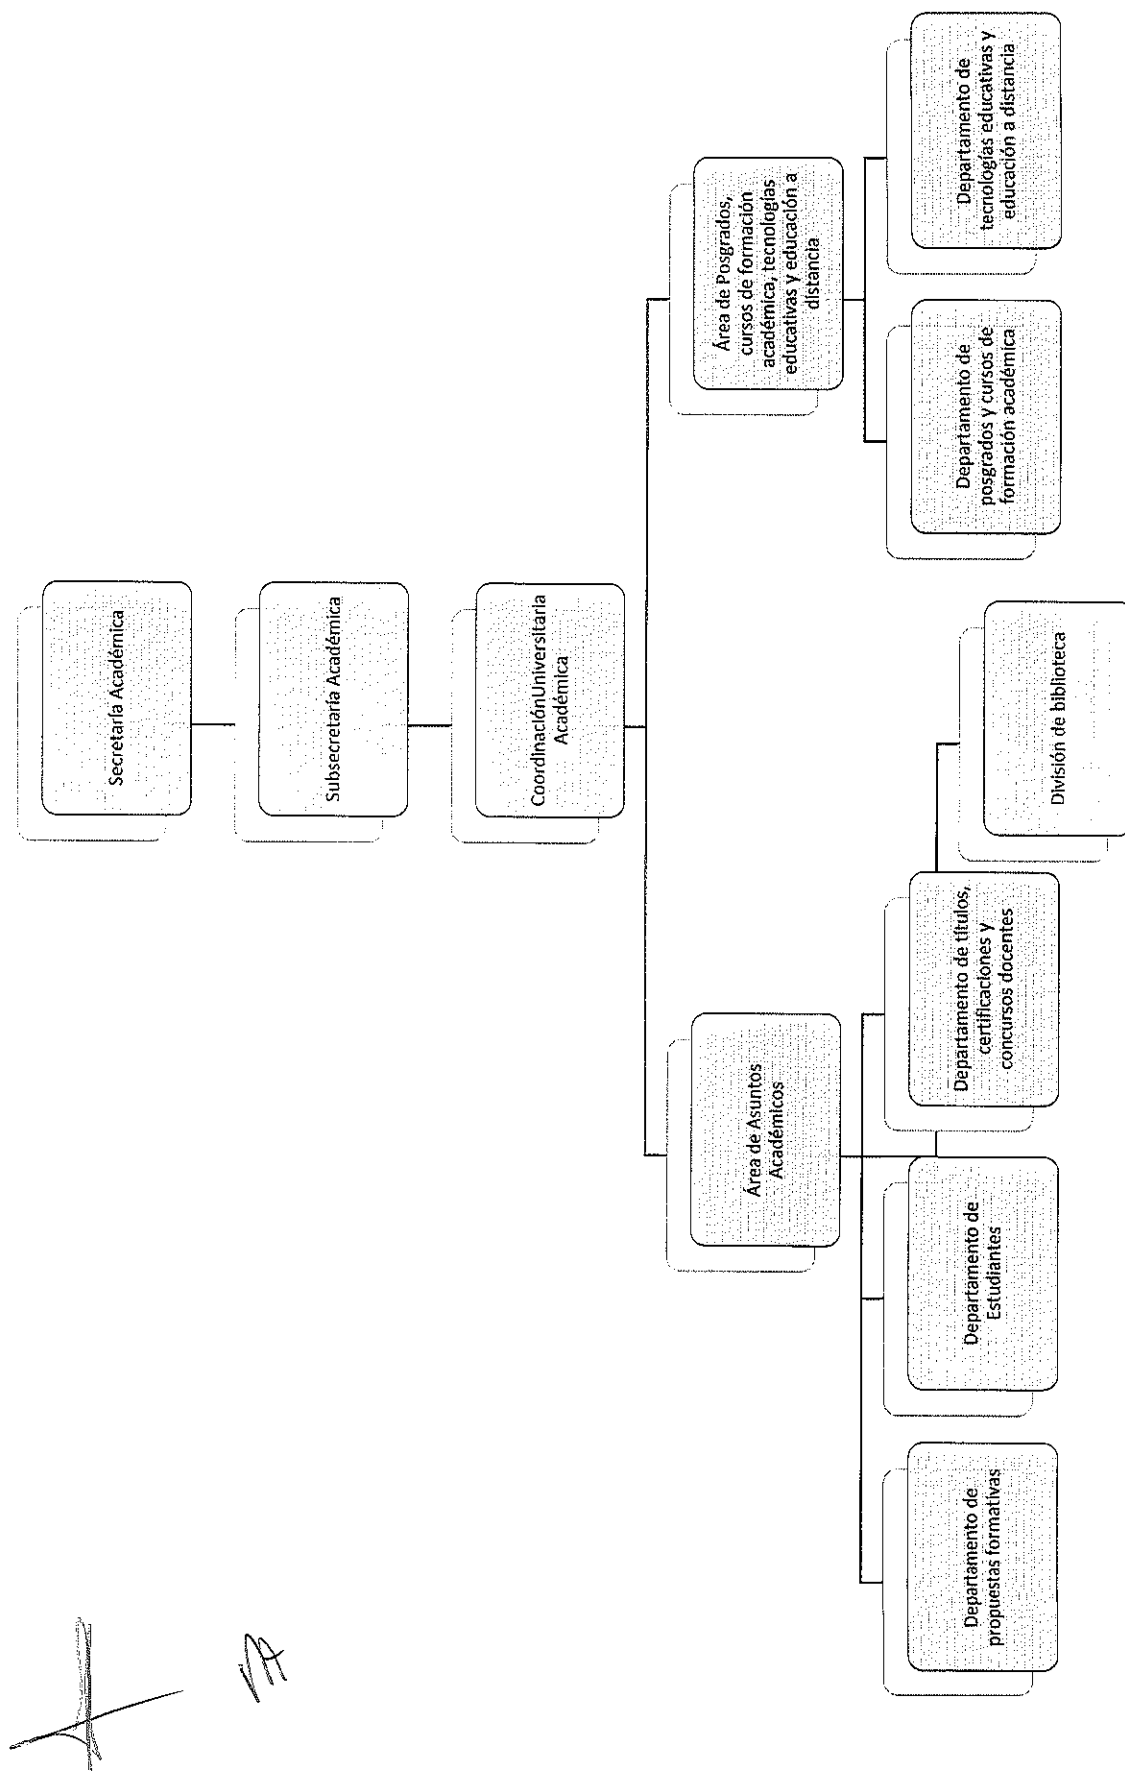 Secretaría Académica
Subsecretaría Académica
Coordinación Universitaria
Académica
Área de Asuntos
Académicos
Área de Posgrados,
cursos de formación
académica, tecnologías
educativas y educación a
distancia
Departamento de
propuestas formativas
Departamento de
Estudiantes
Departamento de títulos,
certificaciones y
concursos docentes
División de biblioteca
Departamento de
posgrados y cursos de
formación académica
Departamento de
tecnologías educativas y
educación a distancia